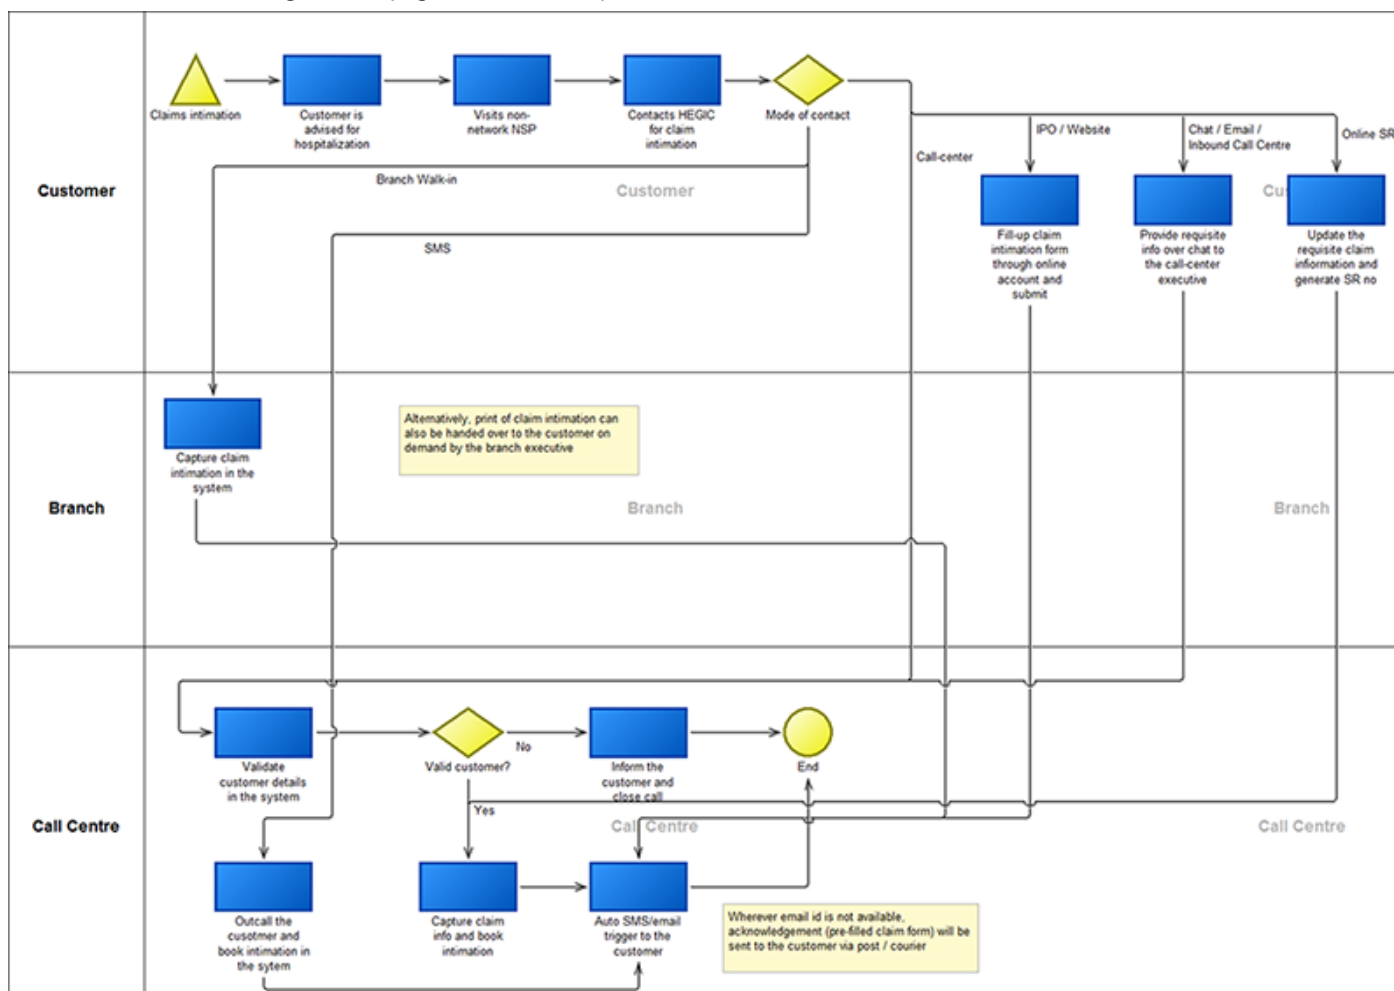 Claims intimation
Customer is
advised for
hospitalization
Visits non-
network NSP
Contacts HEGIC
for claim
intimation
Mode of contact
IPO / Website
Chat / Email /
Inbound Call Centre
Online SR
Call-center
Branch Walk-in
SMS
Customer
Customer
Cus
Fill-up claim
intimation form
through online
account and
submit
Provide requisite
info over chat to
the call-center
executive
Update the
requisite claim
information and
generate SR no
Alternatively, print of claim intimation can
also be handed over to the customer on
demand by the branch executive
Capture claim
intimation in the
system
Branch
Branch
Branch
Validate
customer details
in the system
Valid customer?
No
Yes
Inform the
customer and
close call
End
Call Centre
Call Centre
Call Centre
Outcall the
cusotmer and
book intimation in
the sytem
Capture claim
info and book
intimation
Auto SMS/email
trigger to the
customer
Wherever email id is not available,
acknowledgement (pre-filled claim form) will be
sent to the customer via post / courier